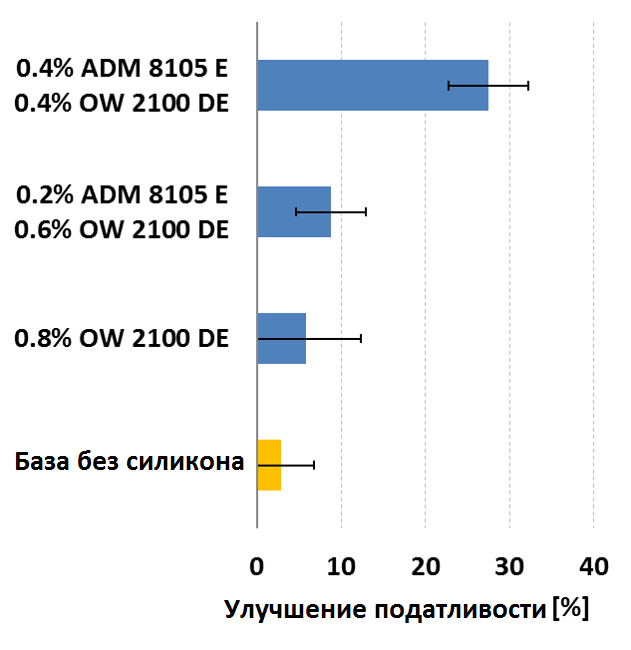 0.4% ADM 8105 E
0.4% OW 2100 DE
0.2% ADM 8105 E
0.6% OW 2100 DE
0.8% OW 2100 DE
База без силикона
0 10 20 30 40
Улучшение податливости [%]